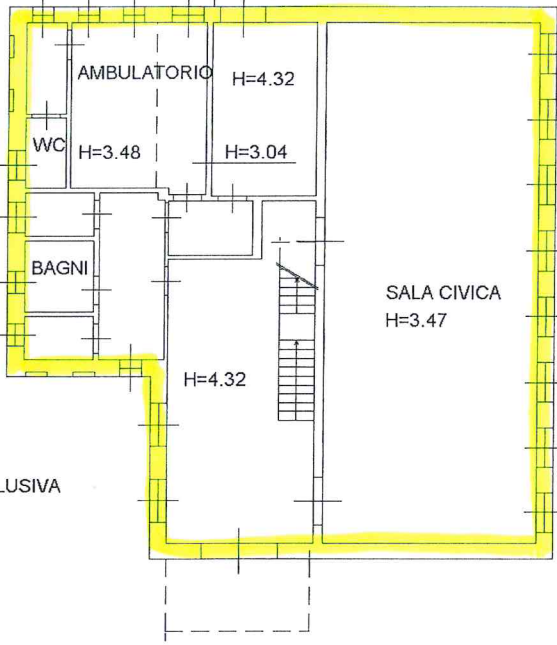 AMBULATORIO
H=4.32
WC
H=3.48
H=3.04
BAGNI
SALA CIVICA
H=3.47
H=4.32
LUSIVA